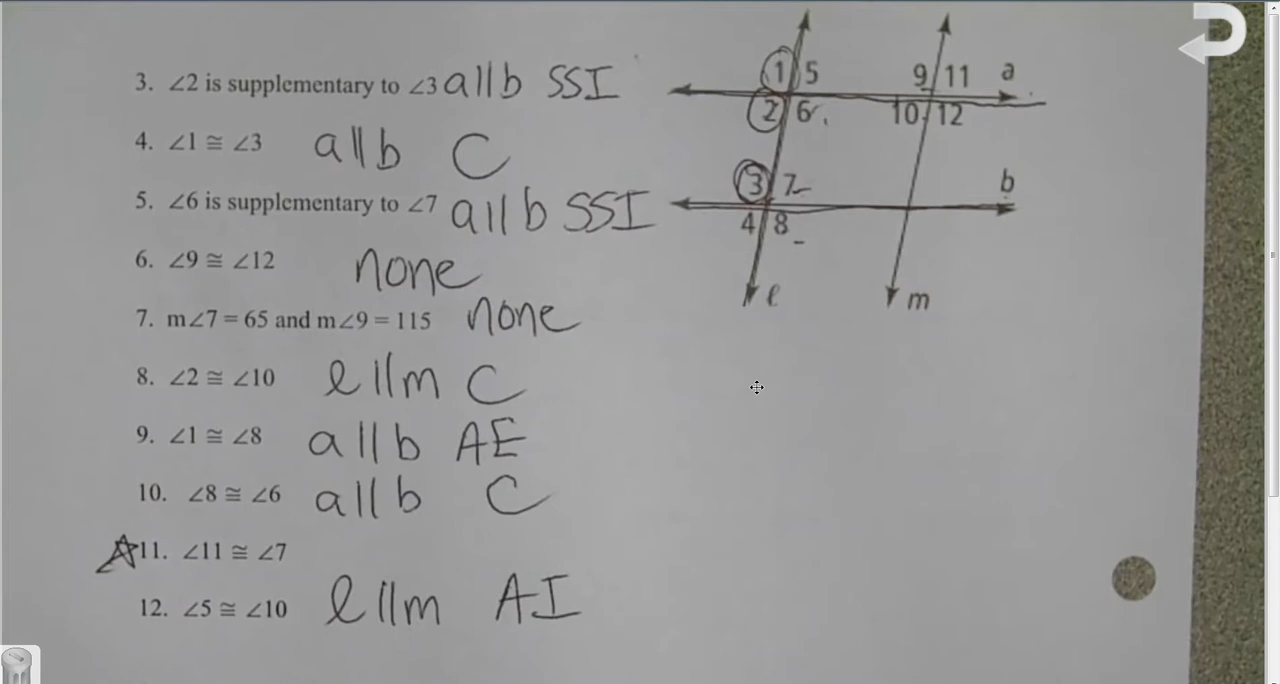 3. ∠2 is supplementary to ∠3 a||b SSI
4. ∠1 ≅ ∠3 a||b C
5. ∠6 is supplementary to ∠7 a||b SSI
6. ∠9 ≅ ∠12 none
7. m∠7 = 65 and m∠9 = 115 none
8. ∠2 ≅ ∠10 l||m C
9. ∠1 ≅ ∠8 a||b AE
10. ∠8 ≅ ∠6 a||b C
11. ∠11 ≅ ∠7
12. ∠5 ≅ ∠10 l||m AI
1 5 9 11 a
2 6 10 12
3 7 b
4 8
ℓ m